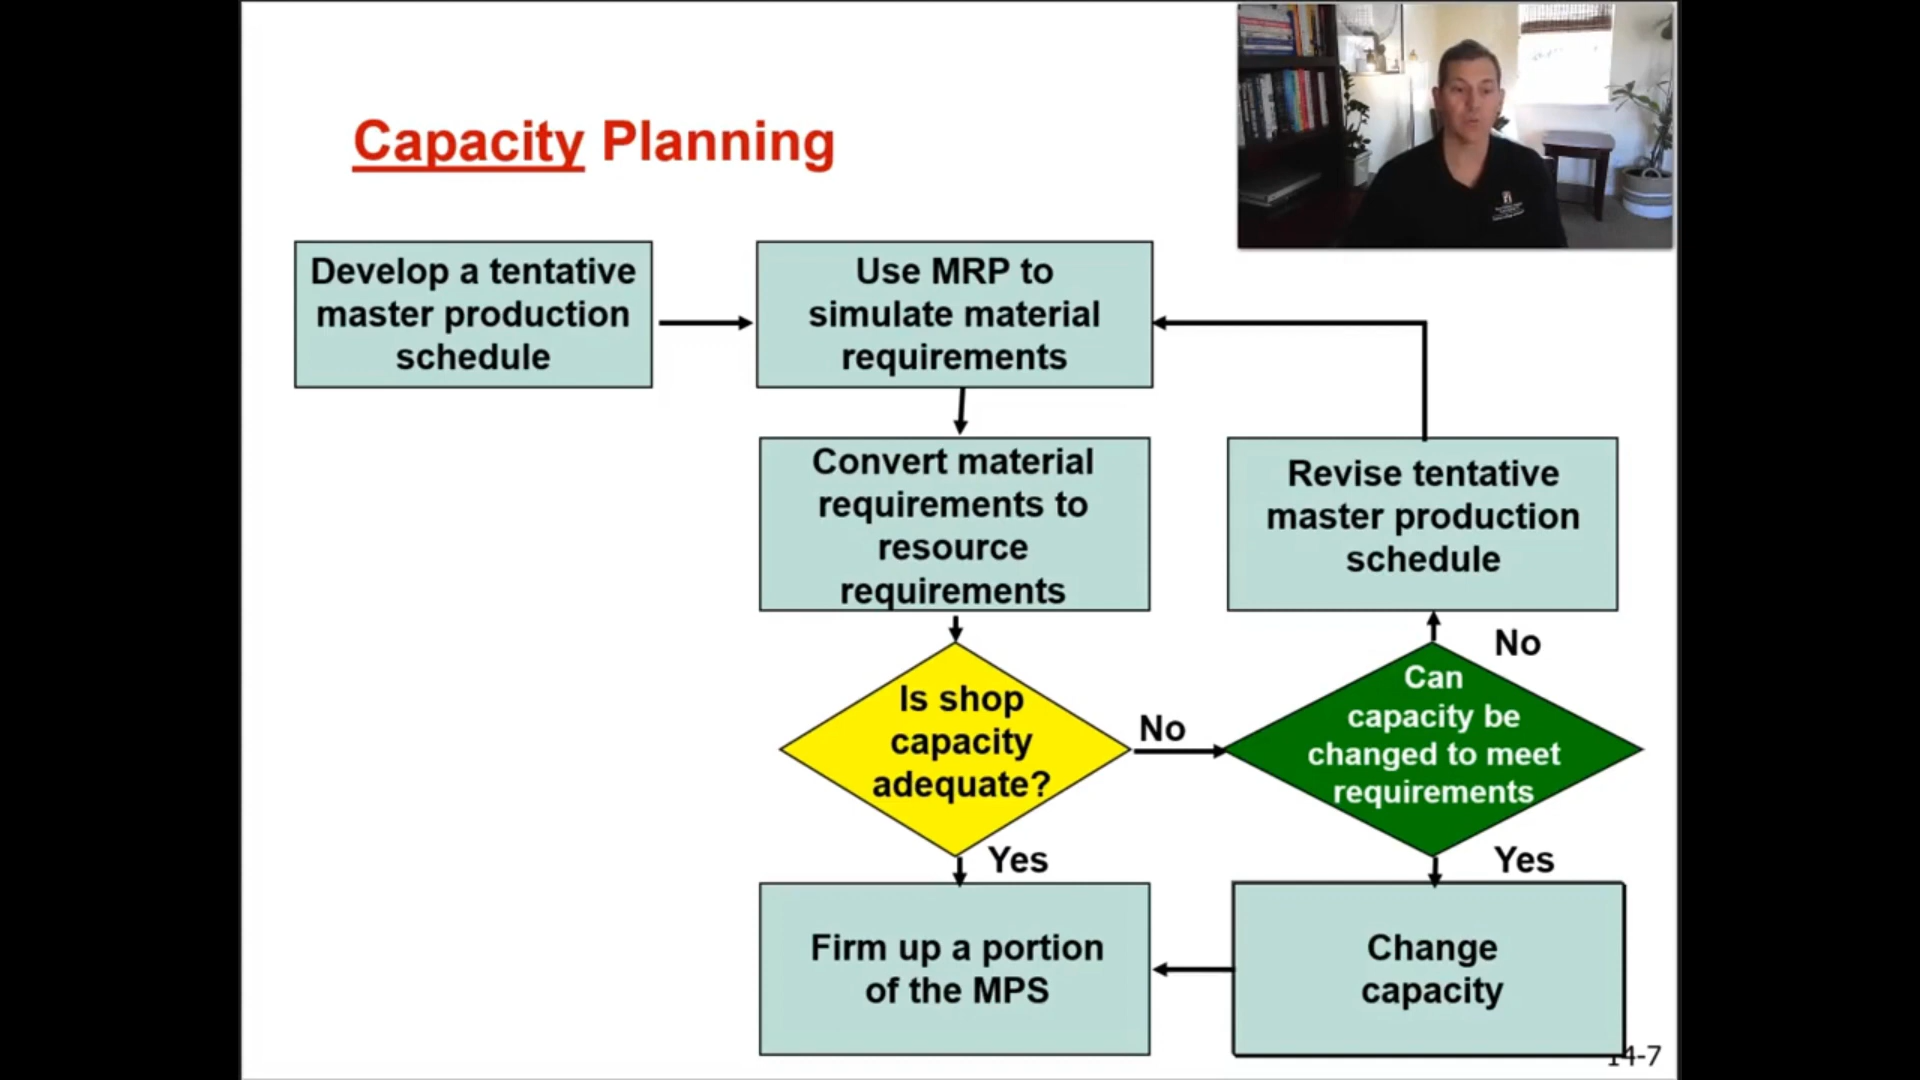 Capacity Planning
Develop a tentative
master production
schedule
Use MRP to
simulate material
requirements
Convert material
requirements to
resource
requirements
Revise tentative
master production
schedule
No
Is shop
capacity
adequate?
No
Can
capacity be
changed to meet
requirements
Yes
Yes
Firm up a portion
of the MPS
Change
capacity
14-7